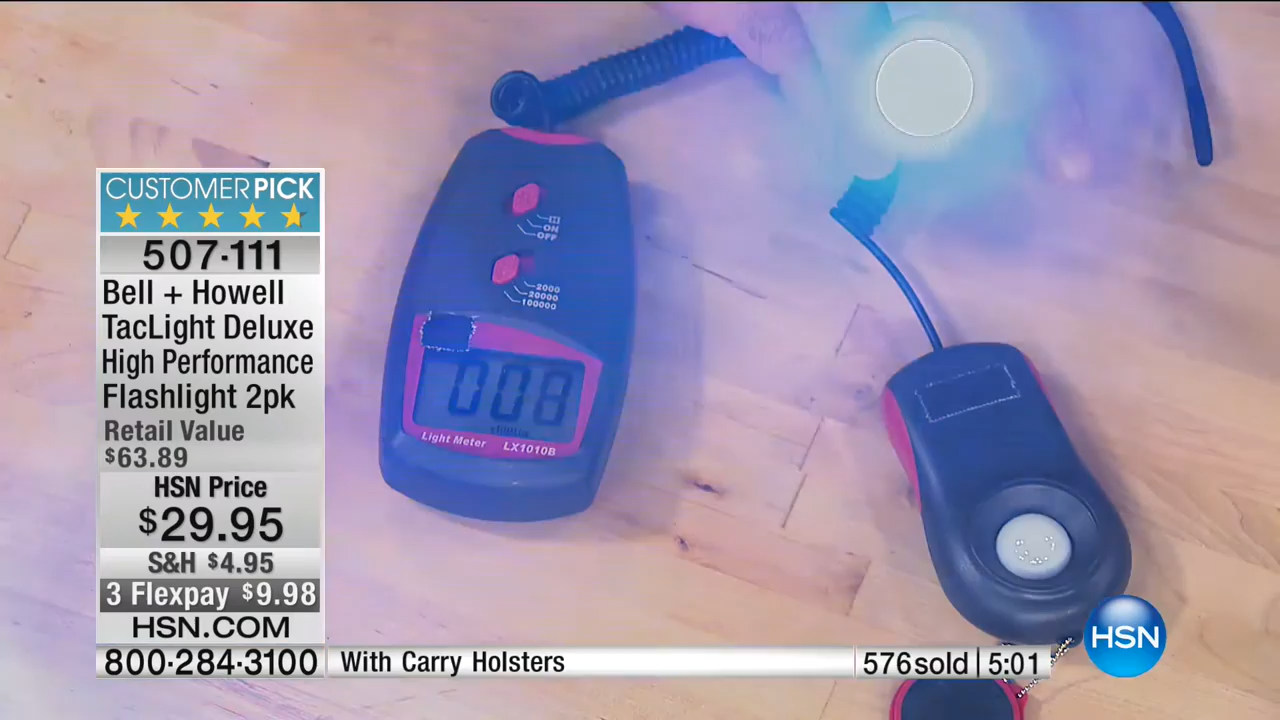 CUSTOMER PICK
507-111
Bell + Howell
TacLight Deluxe
High Performance
Flashlight 2pk
Retail Value
$63.89
HSN Price
$29.95
S&H $4.95
3 Flexpay $9.98
HSN.COM
800-284-3100
With Carry Holsters
576 sold | 5:01
HSN
ON
OFF
2000
20000
100000
008
Light Meter LX1010B